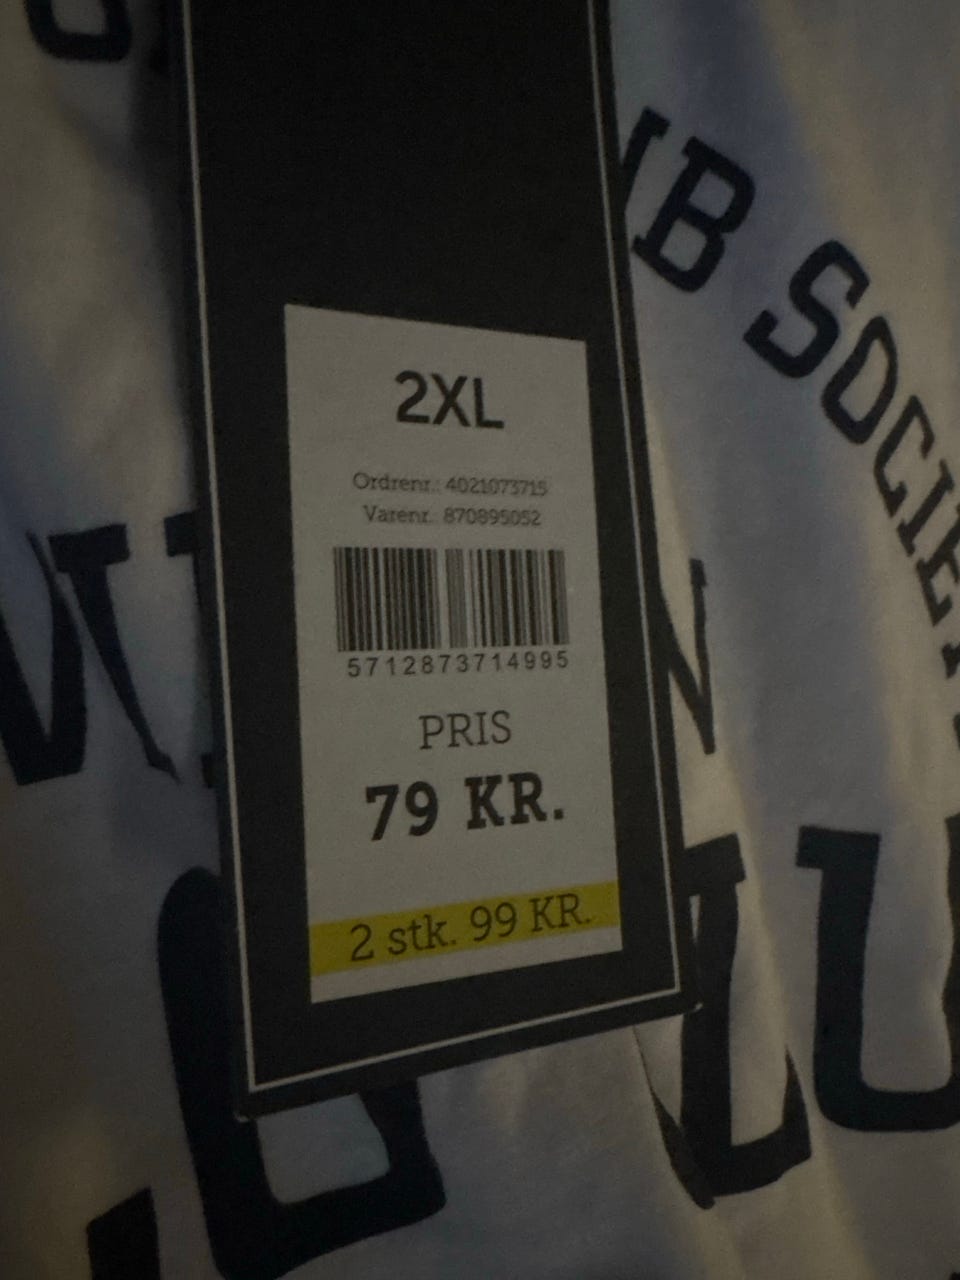 2XL
Ordrenr.: 4021073715
Varenr. 870895052
5712873714995
PRIS
79 KR.
2 stk. 99 KR.